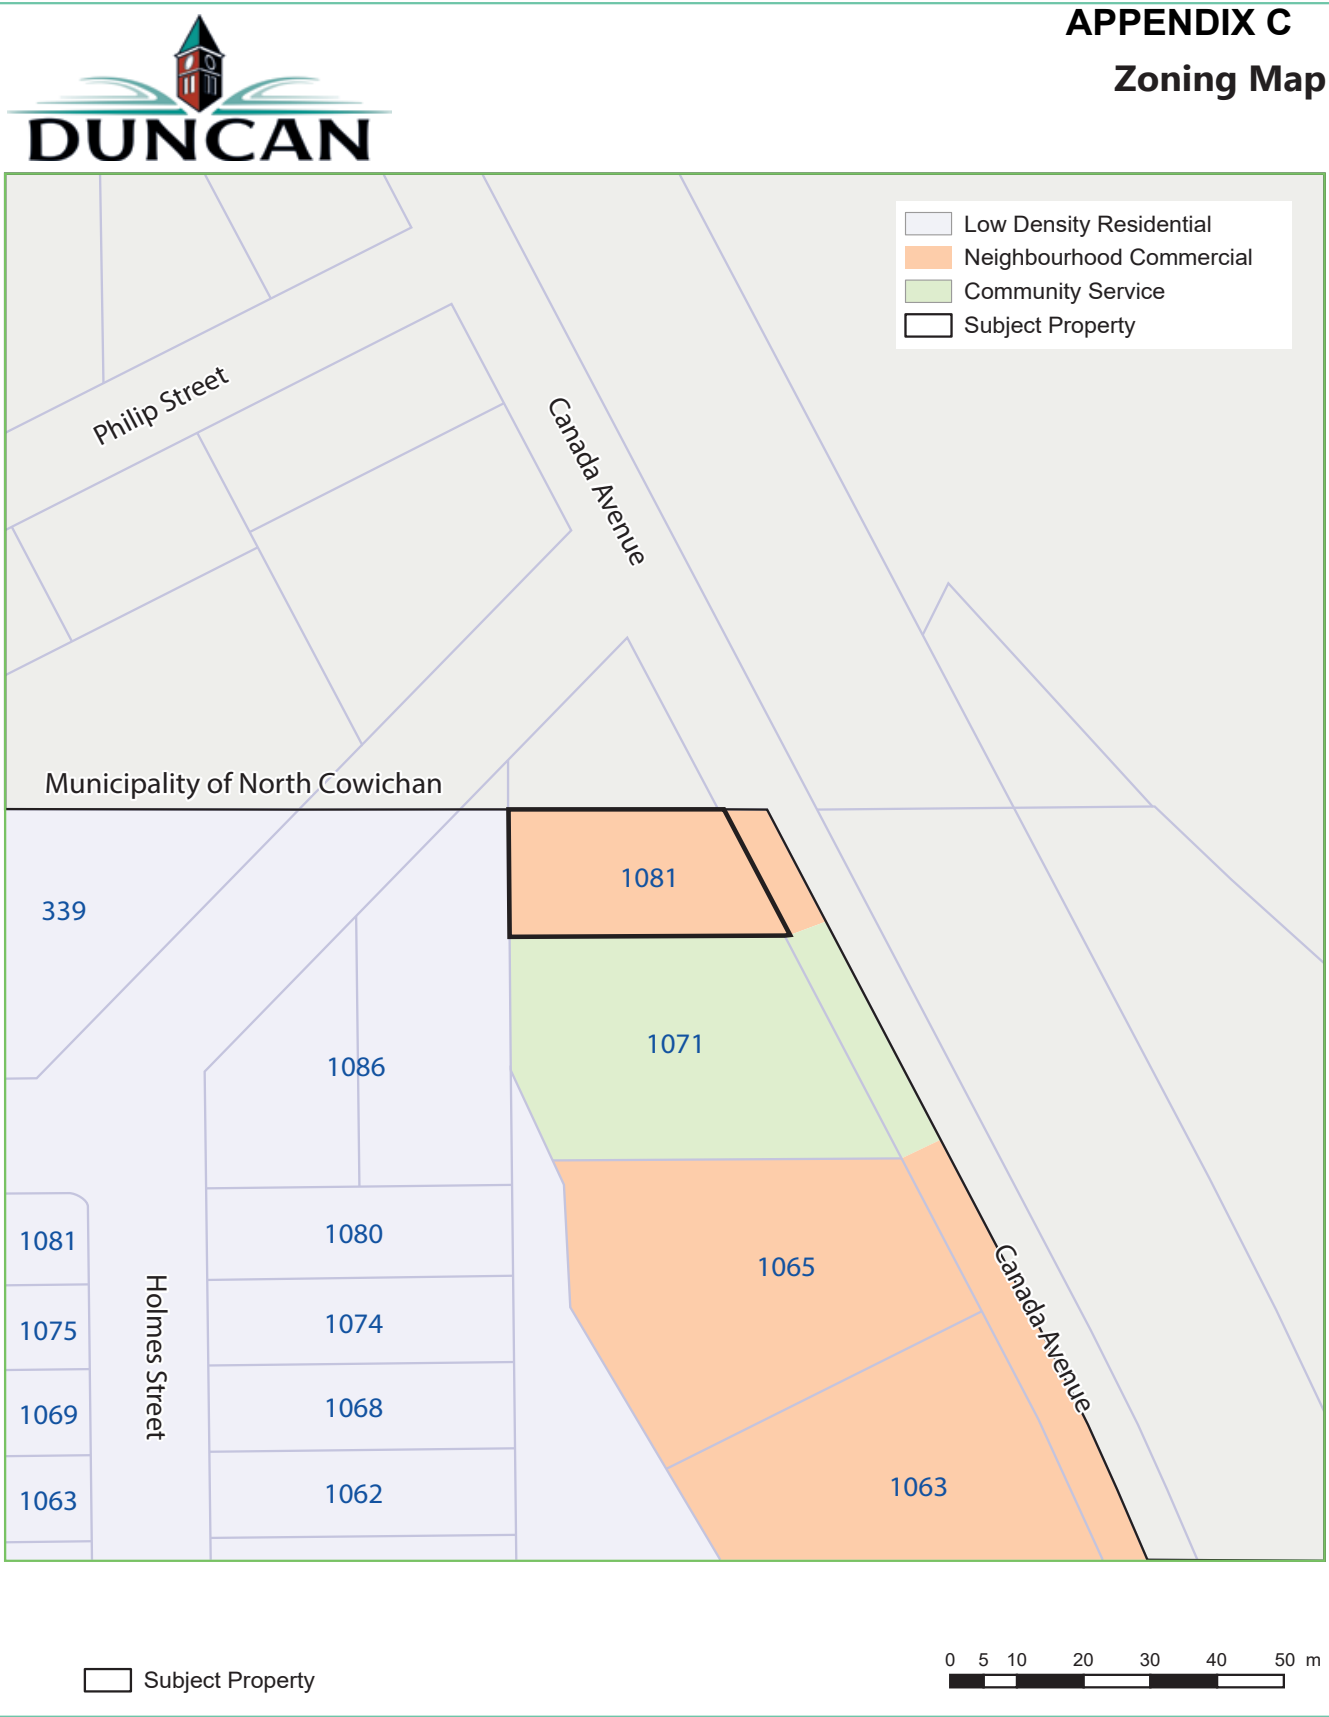 APPENDIX C
Zoning Map
DUNCAN
Low Density Residential
Neighbourhood Commercial
Community Service
Subject Property
Philip Street
Canada Avenue
Municipality of North Cowichan
1081
339
1071
1086
1081
1080
1065
1075
1074
Holmes Street
Canada Avenue
1069
1068
1063
1062
1063
Subject Property
0 5 10 20 30 40 50 m